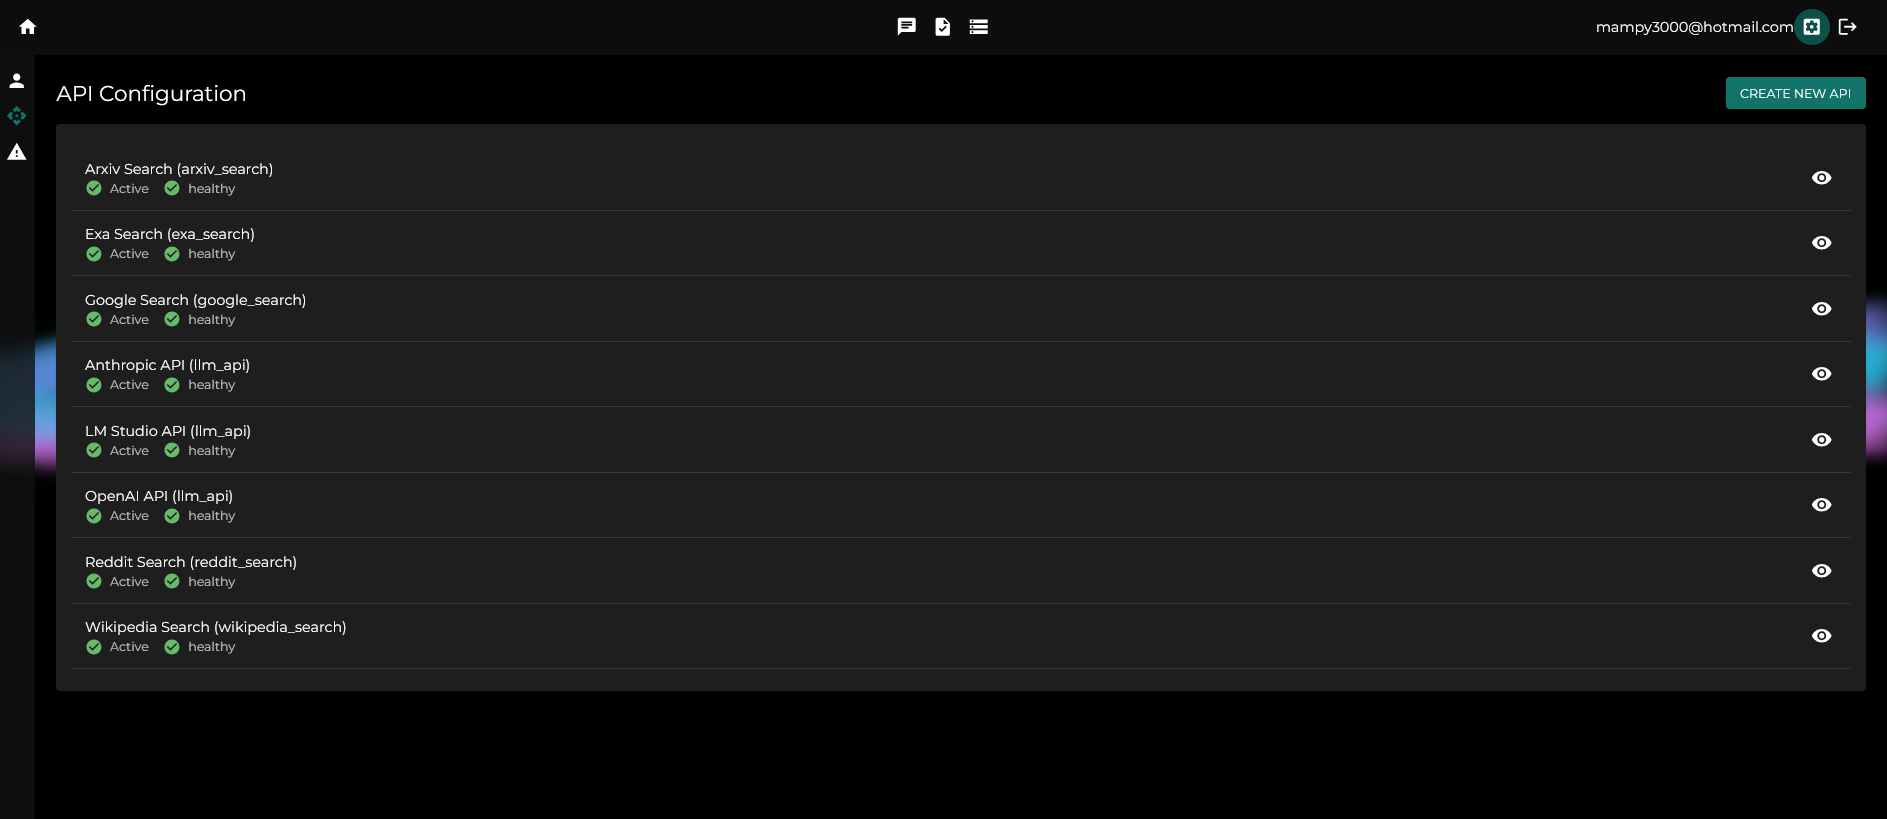 mampy3000@hotmail.com
API Configuration
CREATE NEW API
Arxiv Search (arxiv_search)
Active healthy
Exa Search (exa_search)
Active healthy
Google Search (google_search)
Active healthy
Anthropic API (llm_api)
Active healthy
LM Studio API (llm_api)
Active healthy
OpenAI API (llm_api)
Active healthy
Reddit Search (reddit_search)
Active healthy
Wikipedia Search (wikipedia_search)
Active healthy